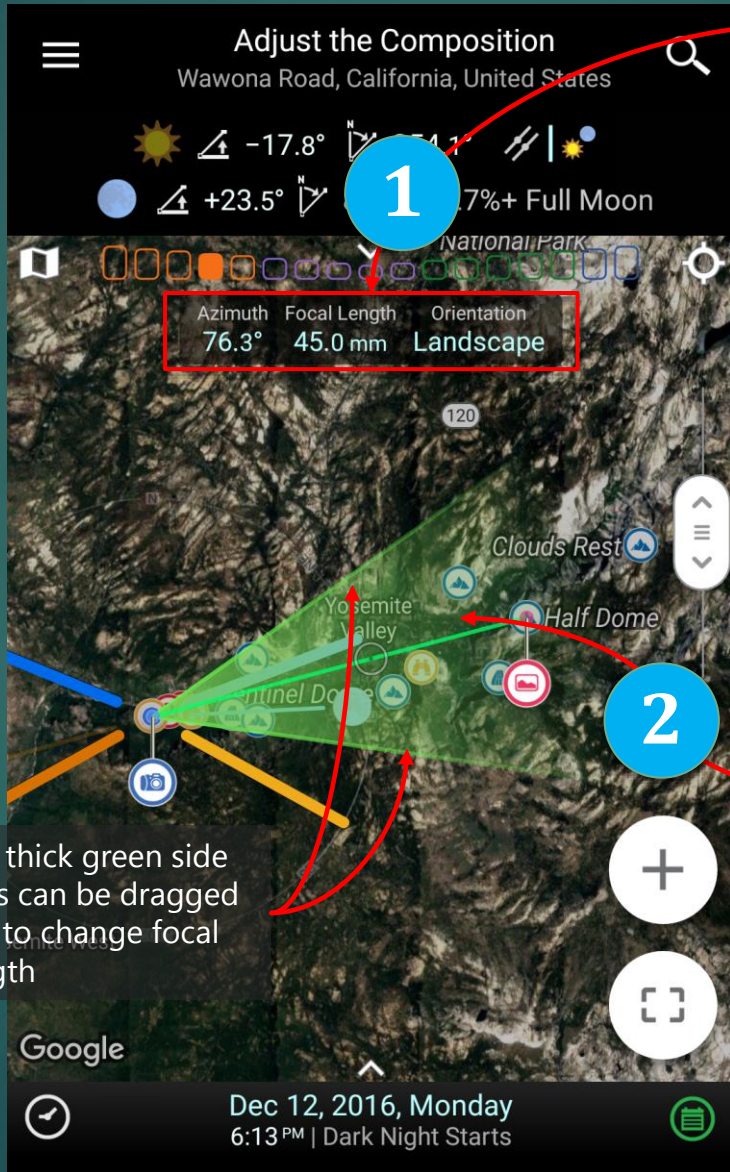 Adjust the Composition
Wawona Road, California, United States
−17.8°
1
+23.5° 7%+ Full Moon
National Park
Azimuth Focal Length Orientation
76.3° 45.0 mm Landscape
120
N
Clouds Rest
Yosemite
Valley
Half Dome
Dome
2
thick green side
can be dragged
to change focal
Google
Dec 12, 2016, Monday
6:13 PM | Dark Night Starts